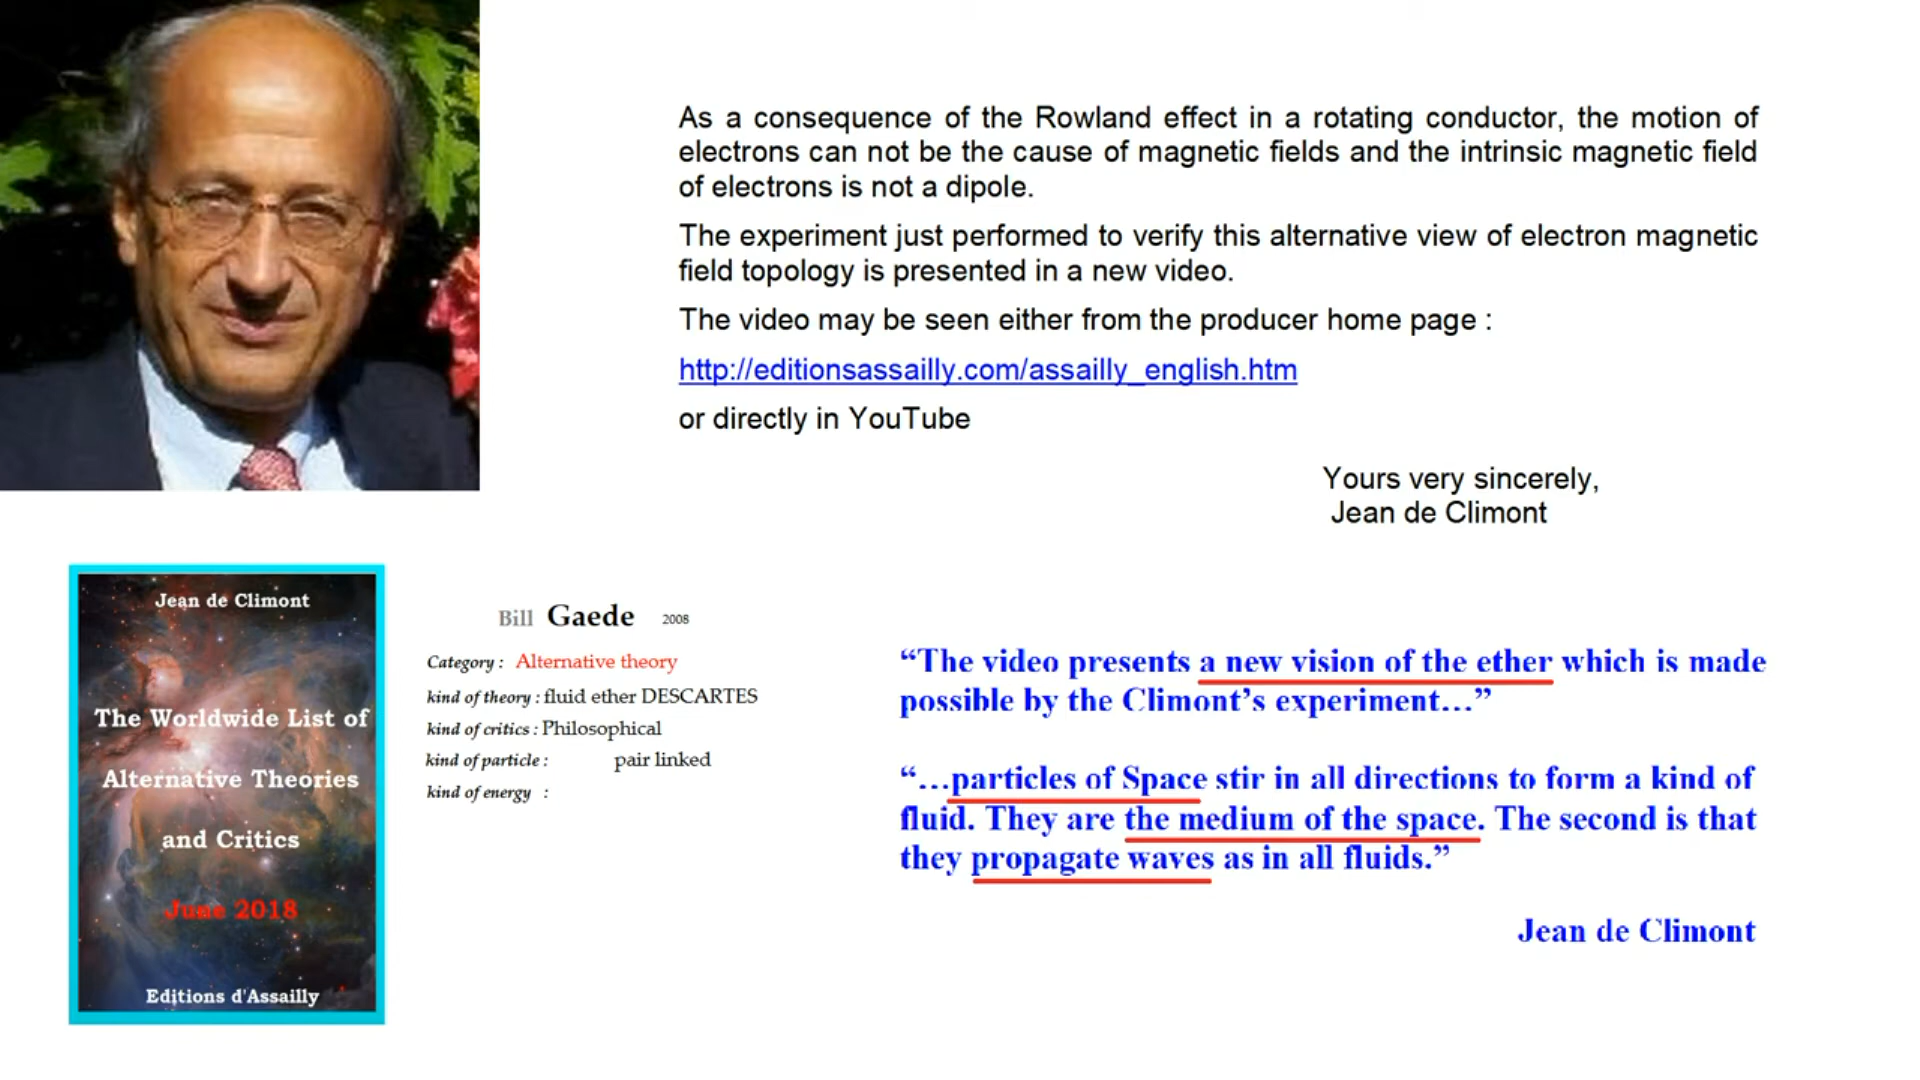 As a consequence of the Rowland effect in a rotating conductor, the motion of
electrons can not be the cause of magnetic fields and the intrinsic magnetic field
of electrons is not a dipole.
The experiment just performed to verify this alternative view of electron magnetic
field topology is presented in a new video.
The video may be seen either from the producer home page :
http://editionsassailly.com/assailly_english.htm
or directly in YouTube
Yours very sincerely,
Jean de Climont
Jean de Climont
The Worldwide List of
Alternative Theories
and Critics
June 2018
Editions d'Assailly
Bill Gaede 2008
Category : Alternative theory
kind of theory : fluid ether DESCARTES
kind of critics : Philosophical
kind of particle : pair linked
kind of energy :
“The video presents a new vision of the ether which is made
possible by the Climont’s experiment…”
“…particles of Space stir in all directions to form a kind of
fluid. They are the medium of the space. The second is that
they propagate waves as in all fluids.”
Jean de Climont